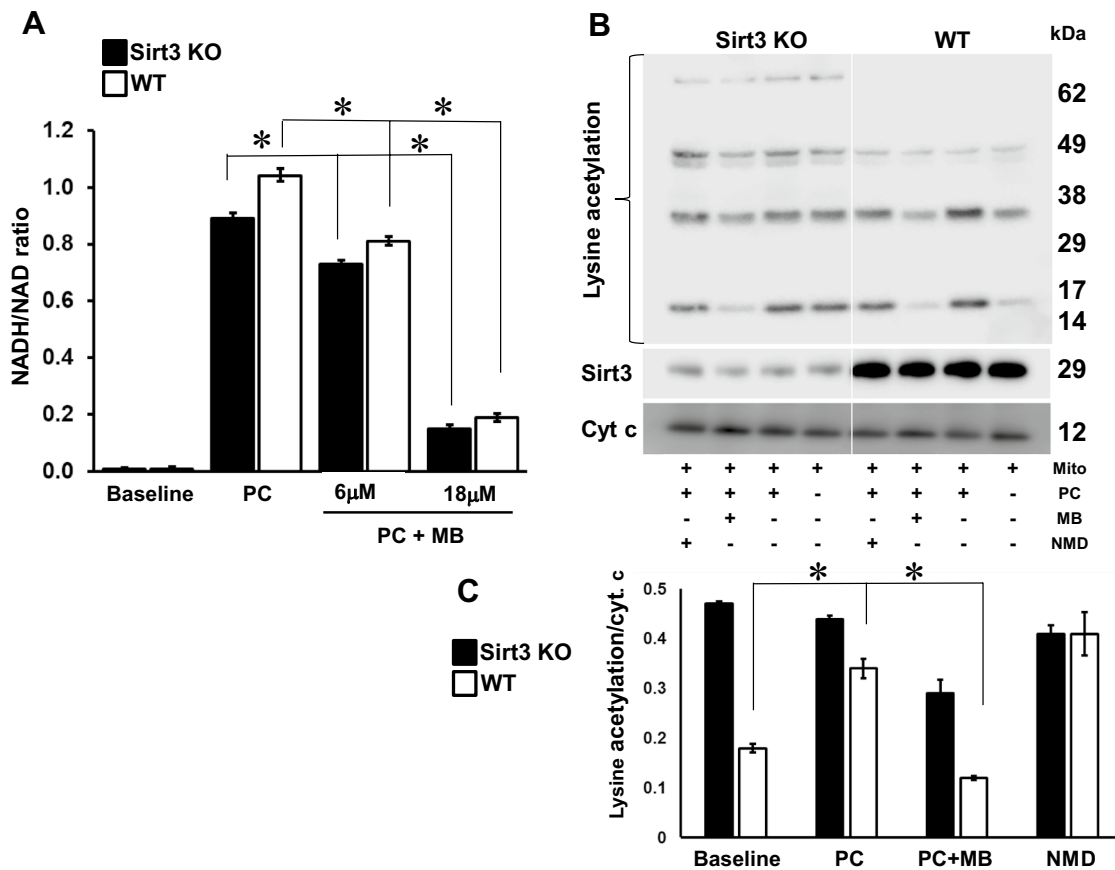 A
Sirt3 KO
WT
NADH/NAD ratio
1.2
1.0
0.8
0.6
0.4
0.2
0.0
* *
* *
Baseline PC 6µM 18µM
PC + MB
B
Sirt3 KO WT kDa
Lysine acetylation
62
49
38
29
17
14
Sirt3 29
Cyt c 12
+ + + + + + + + Mito
+ + + - + + + - PC
- + - - - + - - MB
+ - - - + - - - NMD
C
Sirt3 KO
WT
Lysine acetylation/cyt. c
0.5
0.4
0.3
0.2
0.1
0
* *
Baseline PC PC+MB NMD